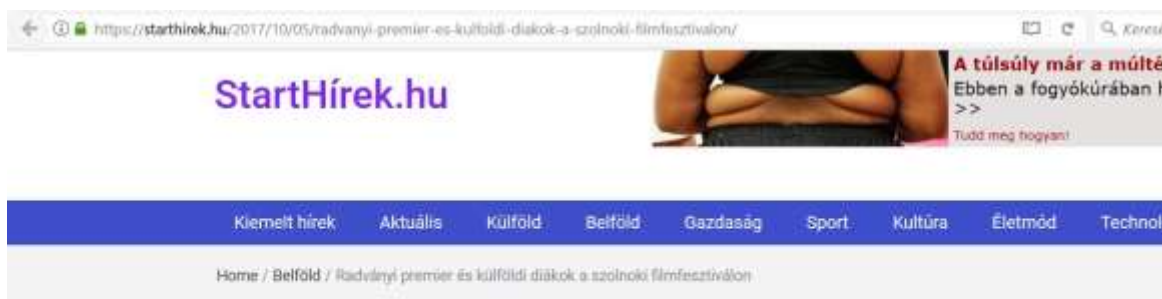 https://starthirek.hu/2017/10/05/radvanyi-premier-es-kulfoldi-diakok-a-szolnoki-filmfesztivalon/
Keresé
StartHírek.hu
A túlsúly már a múlté
Ebben a fogyókúrában h
>>
Tudd meg hogyan!
Kiemelt hírek Aktuális Külföld Belföld Gazdaság Sport Kultúra Életmód Technol
Home / Belföld / Radványi premier és külföldi diákok a szolnoki filmfesztiválon